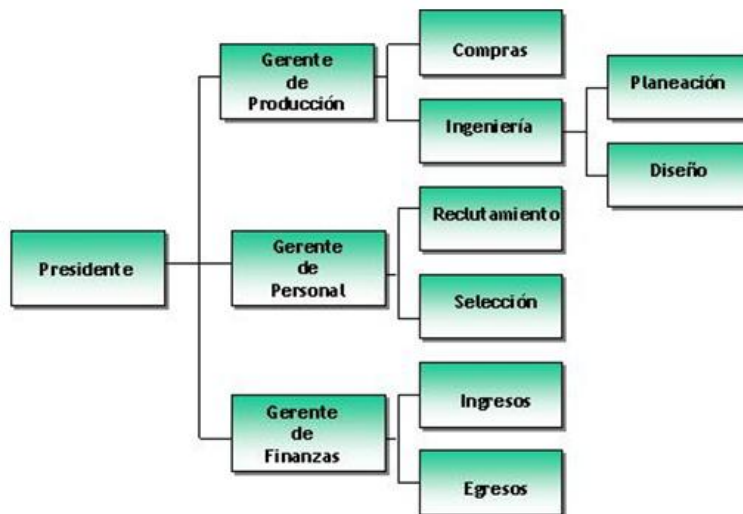 Presidente
Gerente
de
Producción
Compras
Ingeniería
Planeación
Diseño
Gerente
de
Personal
Reclutamiento
Selección
Gerente
de
Finanzas
Ingresos
Egresos